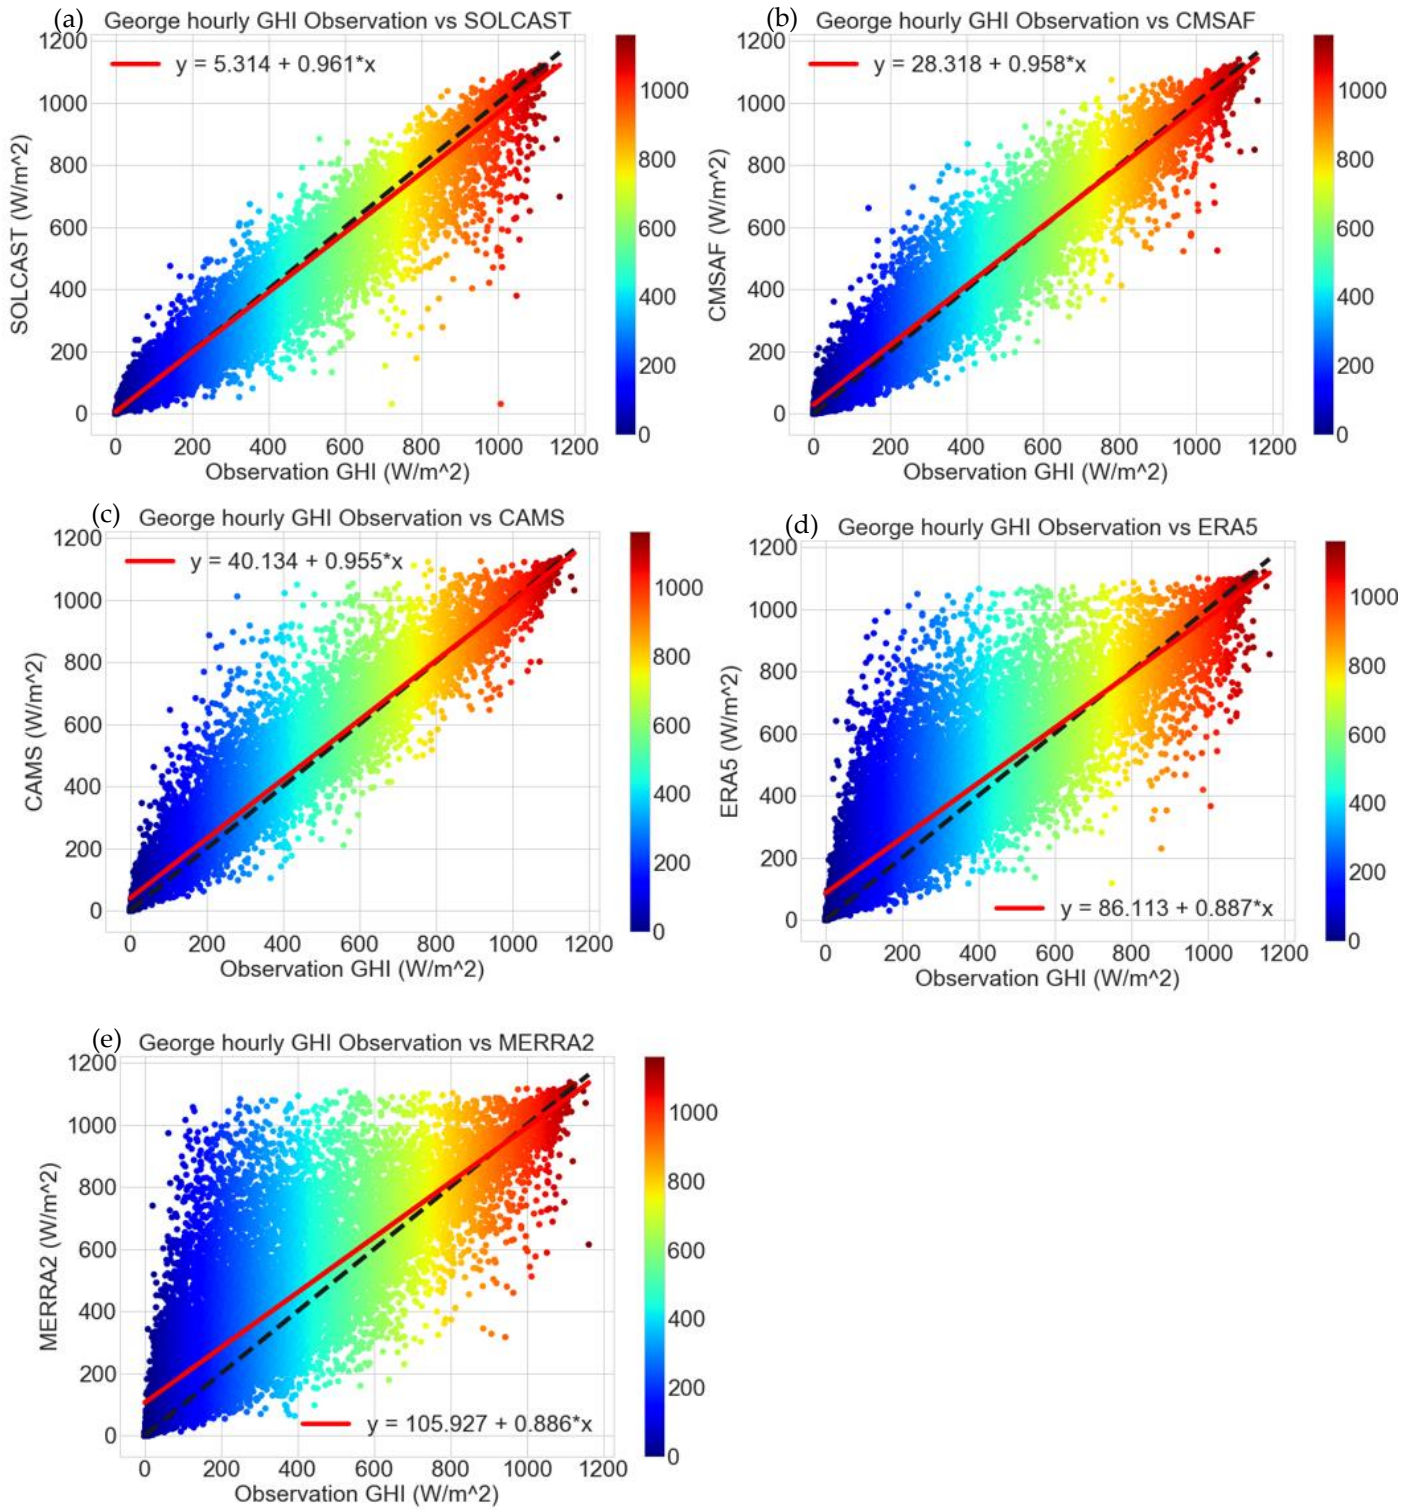 (a) George hourly GHI Observation vs SOLCAST
y = 5.314 + 0.961*x
SOLCAST (W/m^2)
1200
1000
800
600
400
200
0
0 200 400 600 800 1000 1200
Observation GHI (W/m^2)
1000
800
600
400
200
0
(b) George hourly GHI Observation vs CMSAF
y = 28.318 + 0.958*x
CMSAF (W/m^2)
1200
1000
800
600
400
200
0
0 200 400 600 800 1000 1200
Observation GHI (W/m^2)
1000
800
600
400
200
0
(c) George hourly GHI Observation vs CAMS
y = 40.134 + 0.955*x
CAMS (W/m^2)
1200
1000
800
600
400
200
0
0 200 400 600 800 1000 1200
Observation GHI (W/m^2)
1000
800
600
400
200
0
(d) George hourly GHI Observation vs ERA5
ERA5 (W/m^2)
1200
1000
800
600
400
200
0
y = 86.113 + 0.887*x
0 200 400 600 800 1000 1200
Observation GHI (W/m^2)
1000
800
600
400
200
0
(e) George hourly GHI Observation vs MERRA2
MERRA2 (W/m^2)
1200
1000
800
600
400
200
0
y = 105.927 + 0.886*x
0 200 400 600 800 1000 1200
Observation GHI (W/m^2)
1000
800
600
400
200
0